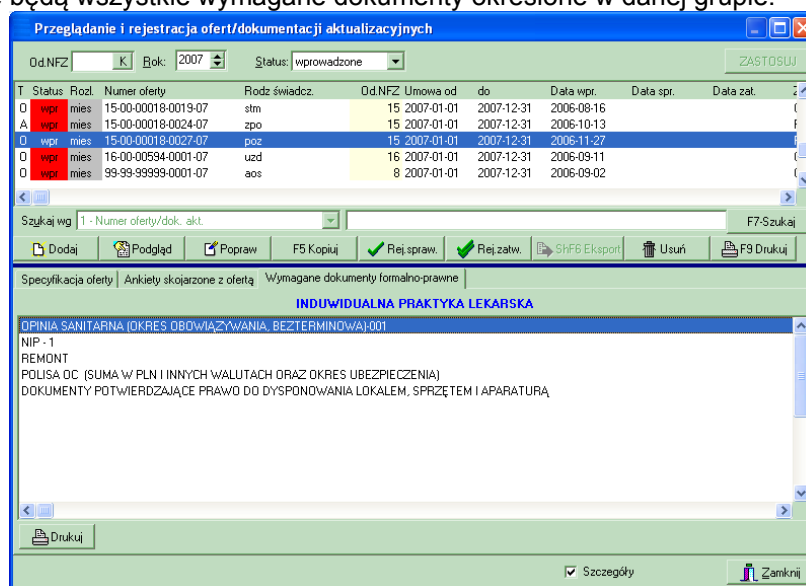 będą wszystkie wymagane dokumenty określone w danej grupie.
Przeglądanie i rejestracja ofert/dokumentacji aktualizacyjnych
Od.NFZ K Rok: 2007 Status: wprowadzone ZASTOSUJ
T Status Rozl. Numer oferty Rodz świadcz. Od.NFZ Umowa od do Data wpr. Data spr. Data zat.
O wpr mies 15-00-00018-0019-07 stm 15 2007-01-01 2007-12-31 2006-08-16
A wpr mies 15-00-00018-0024-07 zpo 15 2007-01-01 2007-12-31 2006-10-13
O wpr mies 15-00-00018-0027-07 poz 15 2007-01-01 2007-12-31 2006-11-27
O wpr mies 16-00-00594-0001-07 uzd 16 2007-01-01 2007-12-31 2006-09-11
O wpr mies 99-99-99999-0001-07 aos 8 2007-01-01 2007-12-31 2006-09-02
Szukaj wg 1 - Numer oferty/dok. akt. F7-Szukaj
Dodaj Podgląd Popraw F5 Kopiuj Rej.spraw. Rej.zatw. ShF6 Eksport Usuń F9 Drukuj
Specyfikacja oferty Ankiety skojarzone z ofertą Wymagane dokumenty formalno-prawne
INDUWIDUALNA PRAKTYKA LEKARSKA
OPINIA SANITARNA (OKRES OBOWIĄZYWANIA, BEZTERMINOWA)-001
NIP - 1
REMONT
POLISA OC (SUMA W PLN I INNYCH WALUTACH ORAZ OKRES UBEZPIECZENIA)
DOKUMENTY POTWIERDZAJĄCE PRAWO DO DYSPONOWANIA LOKALEM, SPRZĘTEM I APARATURĄ
Drukuj
Szczegóły Zamknij